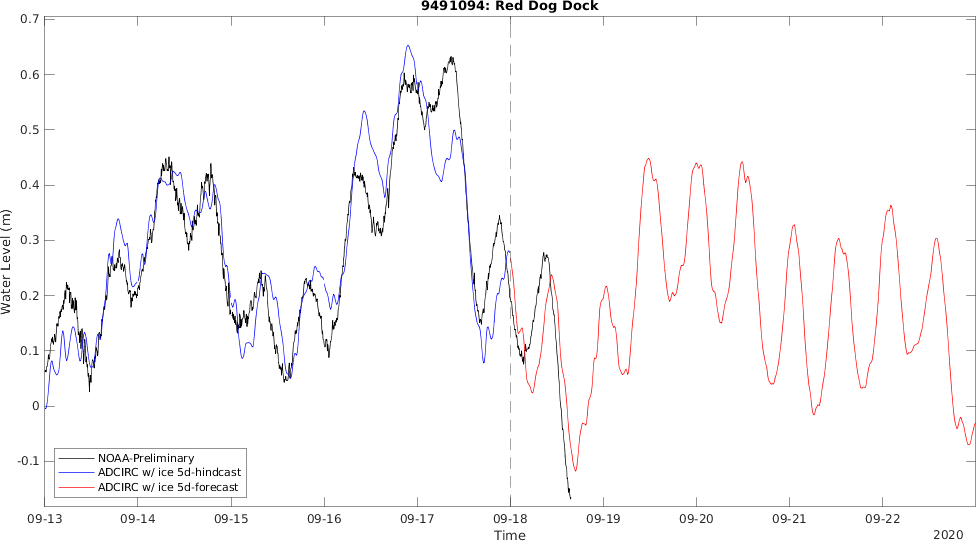 9491094: Red Dog Dock
0.7
0.6
0.5
0.4
0.3
0.2
0.1
0
-0.1
Water Level (m)
NOAA-Preliminary
ADCIRC w/ ice 5d-hindcast
ADCIRC w/ ice 5d-forecast
09-13 09-14 09-15 09-16 09-17 09-18 09-19 09-20 09-21 09-22
Time
2020